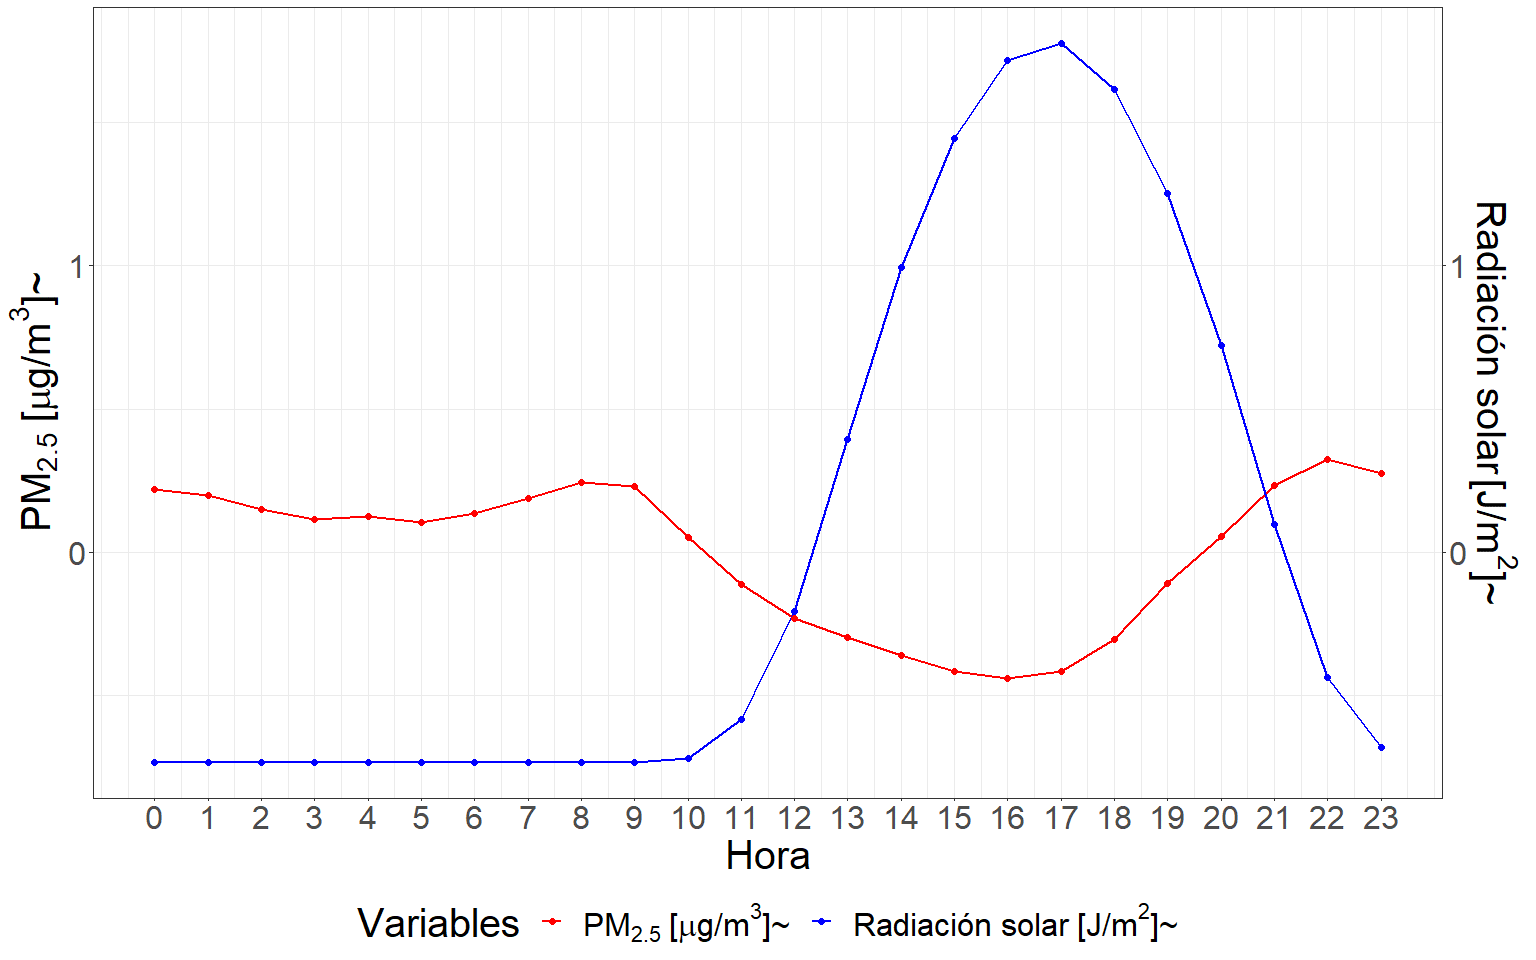 PM2.5 [μg/m3]~
1
0
1
0
Radiación solar [J/m2]~
0 1 2 3 4 5 6 7 8 9 10 11 12 13 14 15 16 17 18 19 20 21 22 23
Hora
Variables PM2.5 [μg/m3]~ Radiación solar [J/m2]~